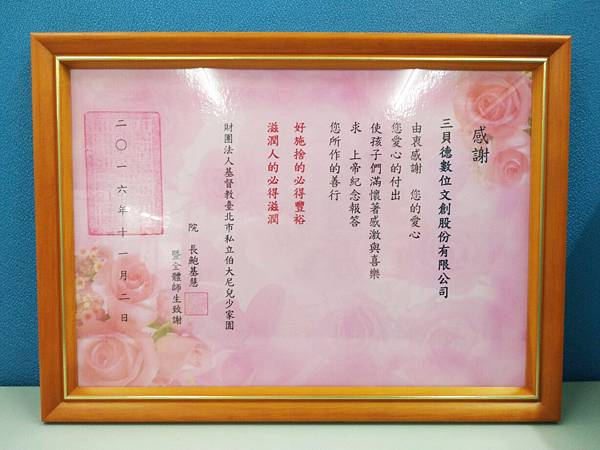 感謝
三貝德數位文創股份有限公司
由衷感謝 您的愛心
您愛心的付出
使孩子們滿懷著感激與喜樂
求 上帝紀念報答
您所作的善行
好施捨的必得豐裕
滋潤人的必得滋潤
財團法人基督教臺北市私立伯大尼兒少家園
院 長鮑基慧
暨全體師生致謝
二〇一六年十一月二日